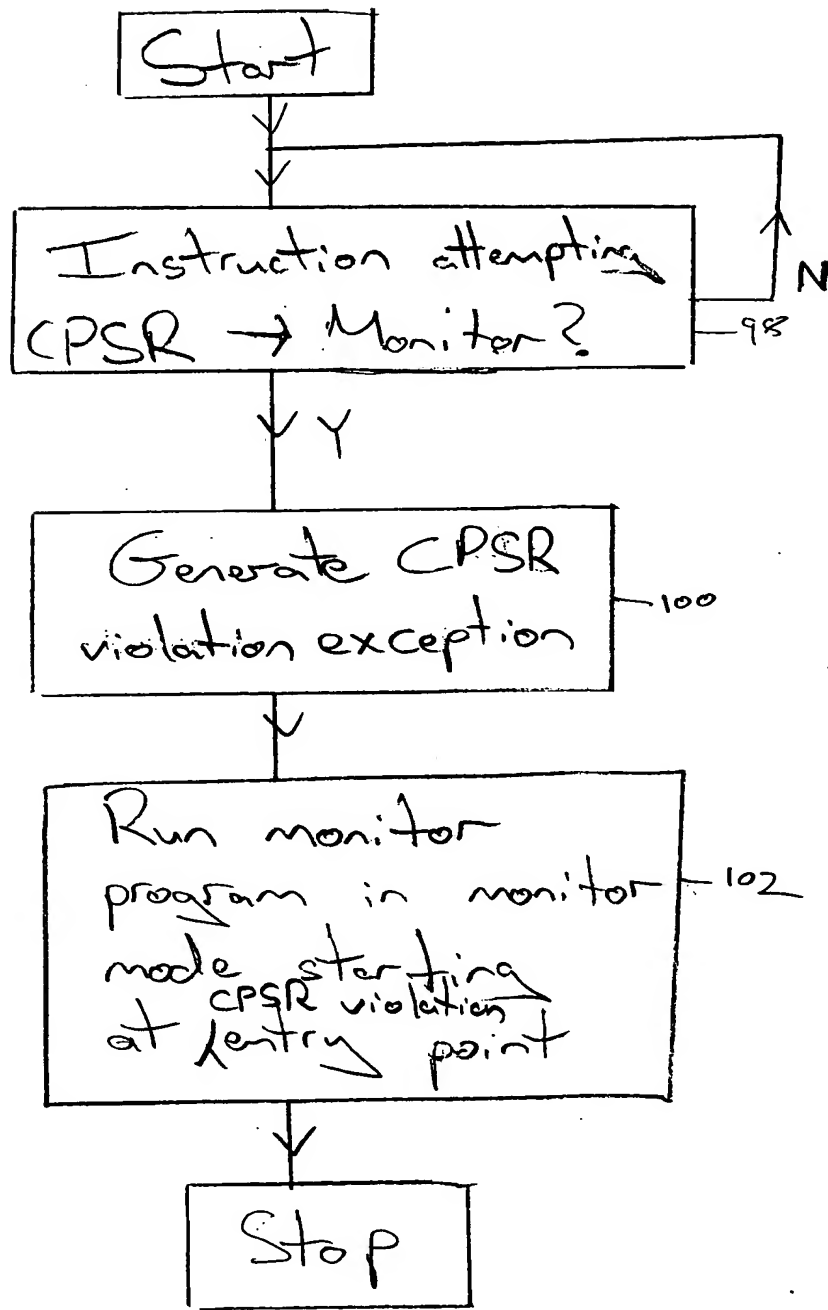 Start
Instruction attempting
N
CPSR → Monitor?
98
Y
Generate CPSR
100
violation exception
Run monitor
program in monitor
102
mode starting
CPSR violation
at entry point
Stop